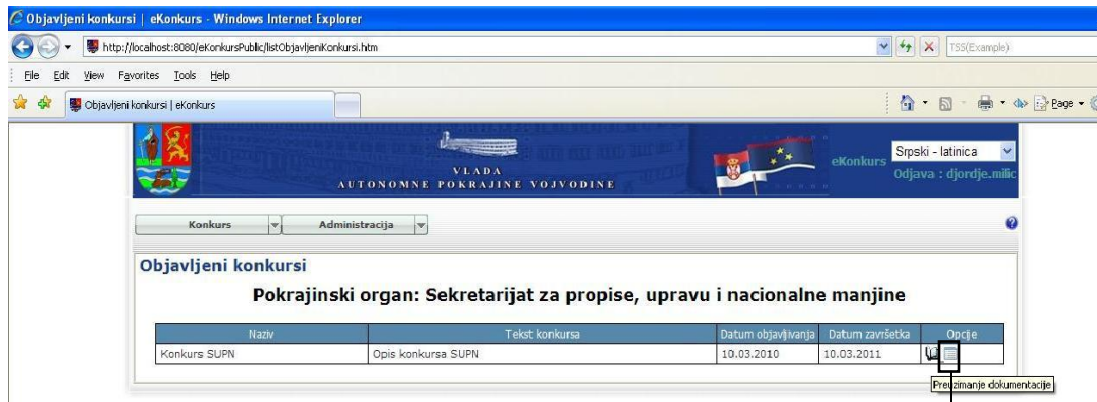 Objavljeni konkursi | eKonkurs - Windows Internet Explorer
http://localhost:8080/eKonkursPublic/listObjavljeniKonkursi.htm
TSS(Example)
File Edit View Favorites Tools Help
Objavljeni konkursi | eKonkurs
Page
VLADA
AUTONOMNE POKRAJINE VOJVODINE
eKonkurs
Srpski - latinica
Odjava : djordje.milic
Konkurs Administracija
Objavljeni konkursi
Pokrajinski organ: Sekretarijat za propise, upravu i nacionalne manjine
Naziv Tekst konkursa Datum objavljivanja Datum završetka Opcije
Konkurs SUPN Opis konkursa SUPN 10.03.2010 10.03.2011
Preuzimanje dokumentacije